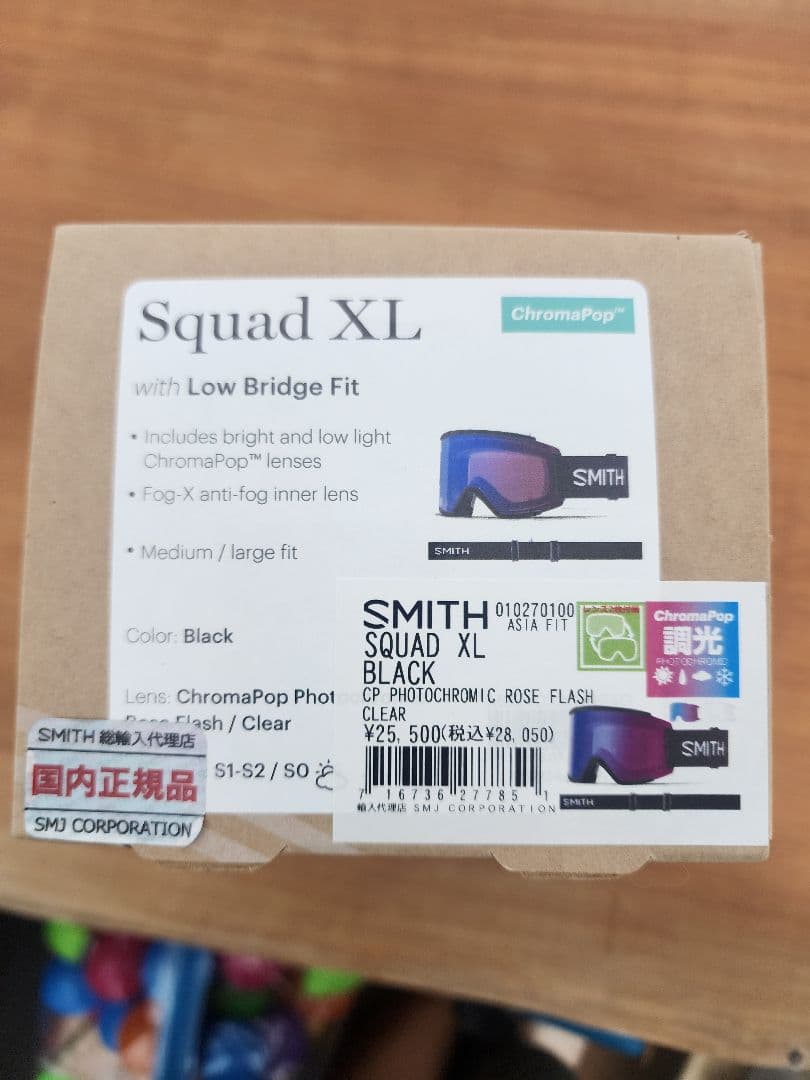 Squad XL
ChromaPop™
with Low Bridge Fit
• Includes bright and low light
ChromaPop™ lenses
• Fog-X anti-fog inner lens
• Medium / large fit
SMITH
SMITH
Color: Black
Lens: ChromaPop Phot
Rose Flash / Clear
S1-S2 / S0
SMITH 総輸入代理店
国内正規品
SMJ CORPORATION
SMITH 010270100
ASIA FIT
SQUAD XL
BLACK
CP PHOTOCHROMIC ROSE FLASH
CLEAR
¥25,500(税込¥28,050)
7 16736 27785 1
輸入代理店 SMJ CORPORATION
ChromaPop
調光
PHOTOCHROMIC
SMITH
SMITH